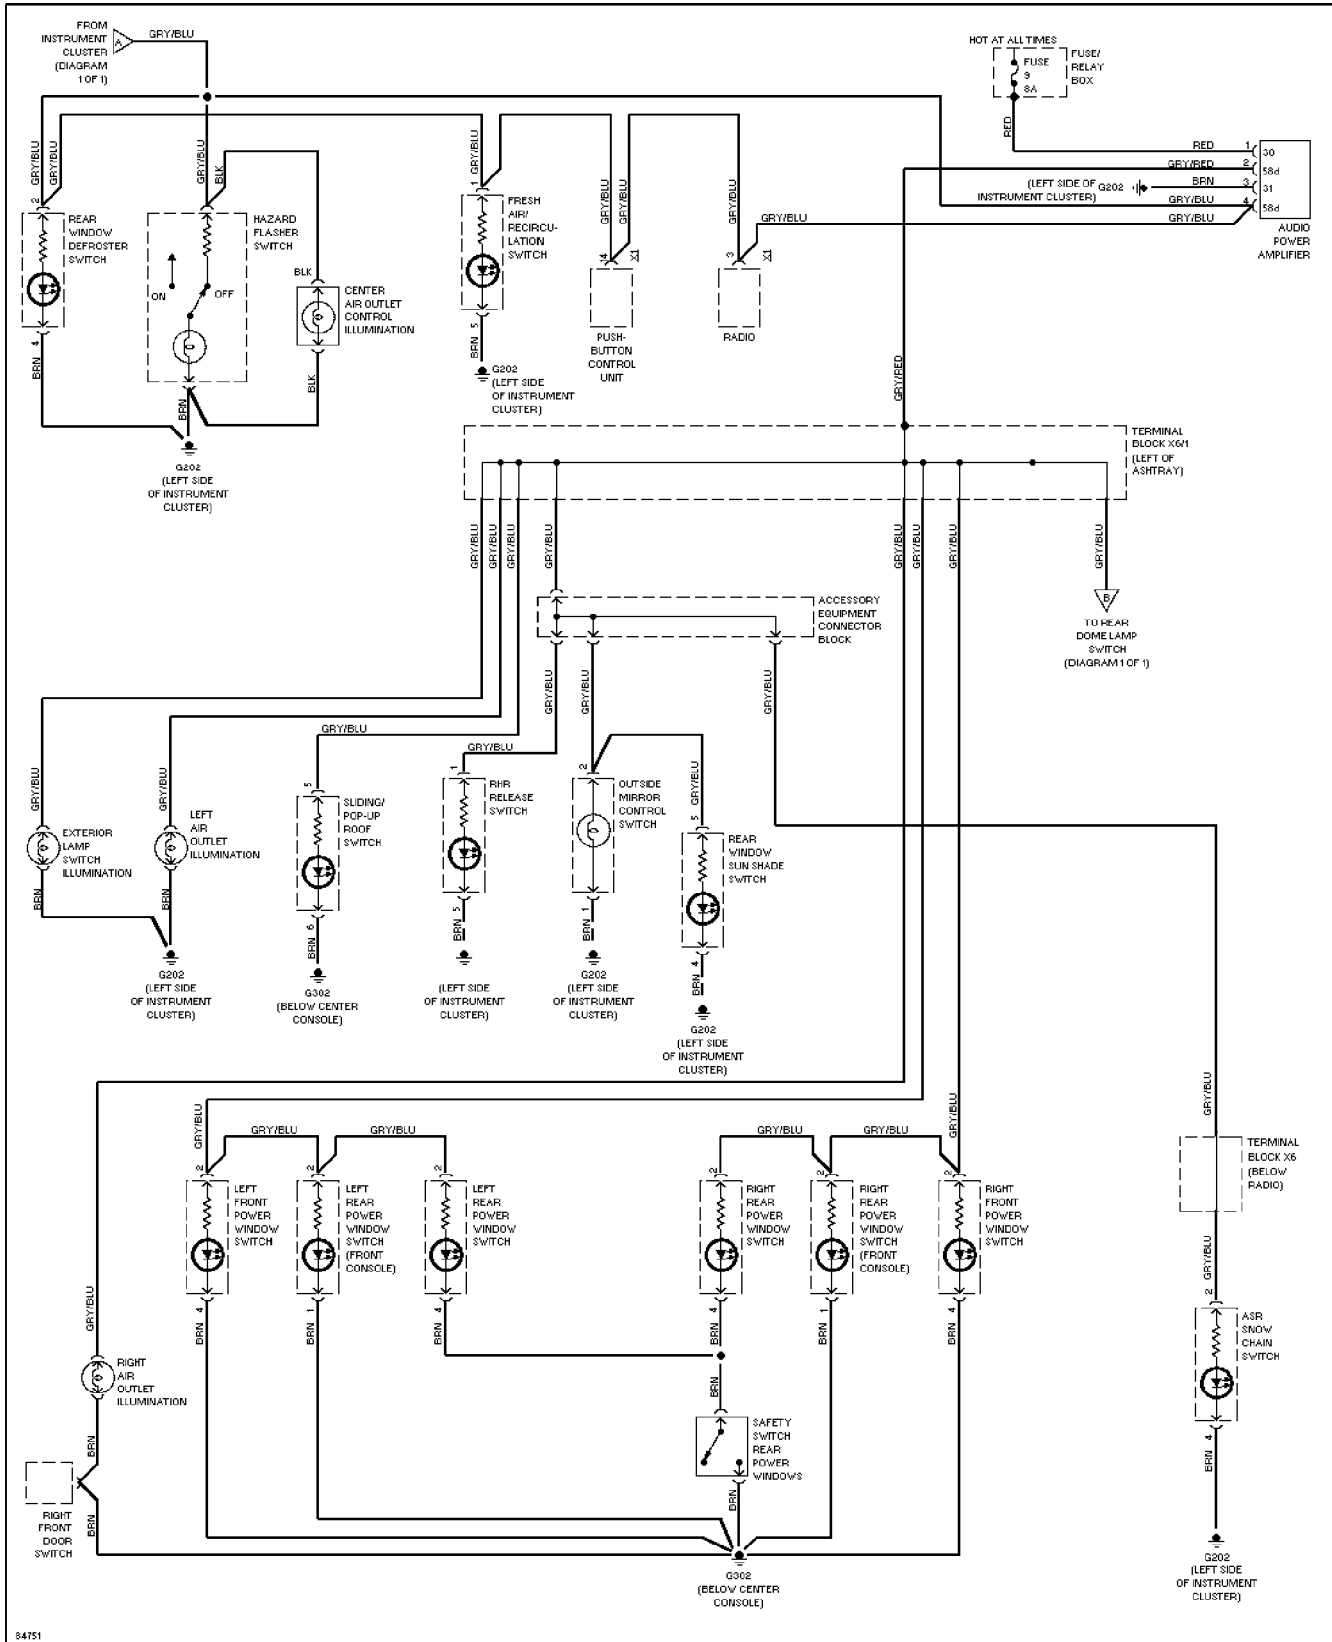 FROM
INSTRUMENT
CLUSTER
(DIAGRAM
1 OF 1)
A
GRY/BLU
HOT AT ALL TIMES
FUSE
9
8A
FUSE/
RELAY
BOX
RED
RED 1 30
GRY/RED 2 58d
(LEFT SIDE OF
INSTRUMENT CLUSTER)
G202
BRN 3 31
GRY/BLU 4 58d
GRY/BLU
GRY/BLU
AUDIO
POWER
AMPLIFIER
GRY/BLU
GRY/BLU
GRY/BLU
BLK
GRY/BLU
GRY/BLU
GRY/BLU
GRY/BLU
2
REAR
WINDOW
DEFROSTER
SWITCH
4
BRN
HAZARD
FLASHER
SWITCH
ON
OFF
BRN
BLK
CENTER
AIR OUTLET
CONTROL
ILLUMINATION
BLK
G202
(LEFT SIDE
OF INSTRUMENT
CLUSTER)
1
FRESH
AIR/
RECIRCU-
LATION
SWITCH
5
BRN
G202
(LEFT SIDE
OF INSTRUMENT
CLUSTER)
14
X1
PUSH-
BUTTON
CONTROL
UNIT
3
X1
RADIO
GRY/RED
TERMINAL
BLOCK X6/1
(LEFT OF
ASHTRAY)
GRY/BLU
GRY/BLU
GRY/BLU
GRY/BLU
GRY/BLU
GRY/BLU
GRY/BLU
GRY/BLU
B
TO REAR
DOME LAMP
SWITCH
(DIAGRAM 1 OF 1)
ACCESSORY
EQUIPMENT
CONNECTOR
BLOCK
GRY/BLU
GRY/BLU
GRY/BLU
GRY/BLU
GRY/BLU
GRY/BLU
GRY/BLU
GRY/BLU
EXTERIOR
LAMP
SWITCH
ILLUMINATION
BRN
LEFT
AIR
OUTLET
ILLUMINATION
BRN
G202
(LEFT SIDE
OF INSTRUMENT
CLUSTER)
5
SLIDING/
POP-UP
ROOF
SWITCH
6
BRN
G302
(BELOW CENTER
CONSOLE)
1
RHR
RELEASE
SWITCH
5
BRN
(LEFT SIDE
OF INSTRUMENT
CLUSTER)
2
OUTSIDE
MIRROR
CONTROL
SWITCH
1
BRN
G202
(LEFT SIDE
OF INSTRUMENT
CLUSTER)
GRY/BLU
5
REAR
WINDOW
SUN SHADE
SWITCH
4
BRN
G202
(LEFT SIDE
OF INSTRUMENT
CLUSTER)
GRY/BLU
GRY/BLU
GRY/BLU
GRY/BLU
GRY/BLU
GRY/BLU
GRY/BLU
TERMINAL
BLOCK X6
(BELOW
RADIO)
2
LEFT
FRONT
POWER
WINDOW
SWITCH
4
BRN
2
LEFT
REAR
POWER
WINDOW
SWITCH
(FRONT
CONSOLE)
1
BRN
2
LEFT
REAR
POWER
WINDOW
SWITCH
4
BRN
2
RIGHT
REAR
POWER
WINDOW
SWITCH
4
BRN
2
RIGHT
REAR
POWER
WINDOW
SWITCH
(FRONT
CONSOLE)
1
BRN
2
RIGHT
FRONT
POWER
WINDOW
SWITCH
4
BRN
GRY/BLU
2
ASR
SNOW
CHAIN
SWITCH
4
BRN
G202
(LEFT SIDE
OF INSTRUMENT
CLUSTER)
GRY/BLU
RIGHT
AIR
OUTLET
ILLUMINATION
BRN
RIGHT
FRONT
DOOR
SWITCH
BRN
BRN
SAFETY
SWITCH
REAR
POWER
WINDOWS
BRN
G302
(BELOW CENTER
CONSOLE)
84751